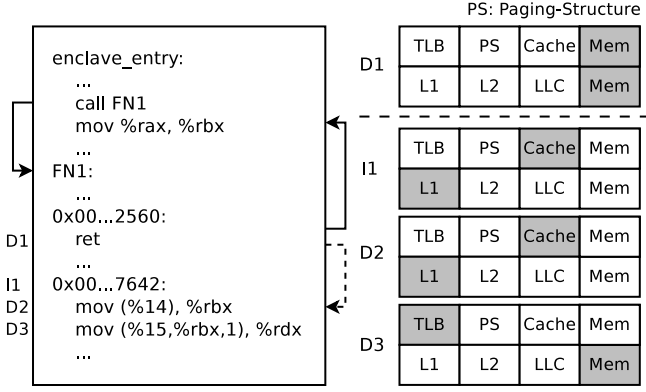 PS: Paging-Structure
enclave_entry:
...
call FN1
mov %rax, %rbx
...
FN1:
...
0x00...2560:
D1 ret
...
I1 0x00...7642:
D2 mov (%14), %rbx
D3 mov (%15,%rbx,1), %rdx
...
D1
TLB PS Cache Mem
L1 L2 LLC Mem
I1
TLB PS Cache Mem
L1 L2 LLC Mem
D2
TLB PS Cache Mem
L1 L2 LLC Mem
D3
TLB PS Cache Mem
L1 L2 LLC Mem